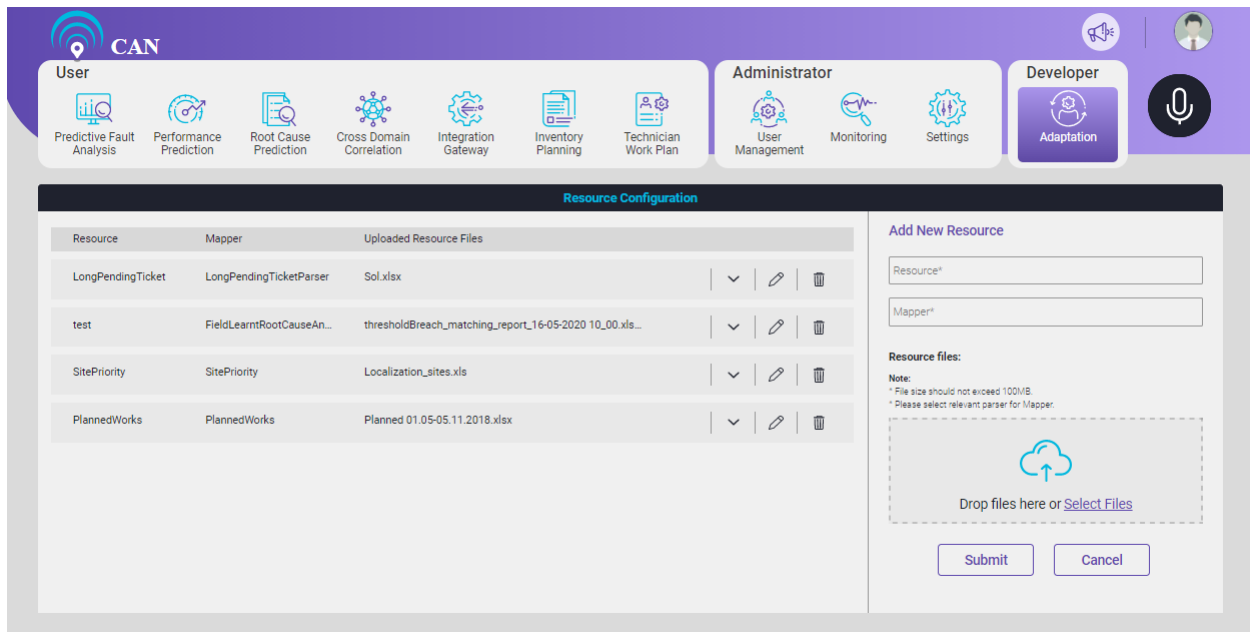 CAN
User
Administrator
Developer
Predictive Fault Analysis
Performance Prediction
Root Cause Prediction
Cross Domain Correlation
Integration Gateway
Inventory Planning
Technician Work Plan
User Management
Monitoring
Settings
Adaptation
Resource Configuration
Resource Mapper Uploaded Resource Files
LongPendingTicket LongPendingTicketParser Sol.xlsx
test FieldLearntRootCauseAn... thresholdBreach_matching_report_16-05-2020 10_00.xls...
SitePriority SitePriority Localization_sites.xls
PlannedWorks PlannedWorks Planned 01.05-05.11.2018.xlsx
Add New Resource
Resource*
Mapper*
Resource files:
Note:
* File size should not exceed 100MB.
* Please select relevant parser for Mapper.
Drop files here or Select Files
Submit Cancel